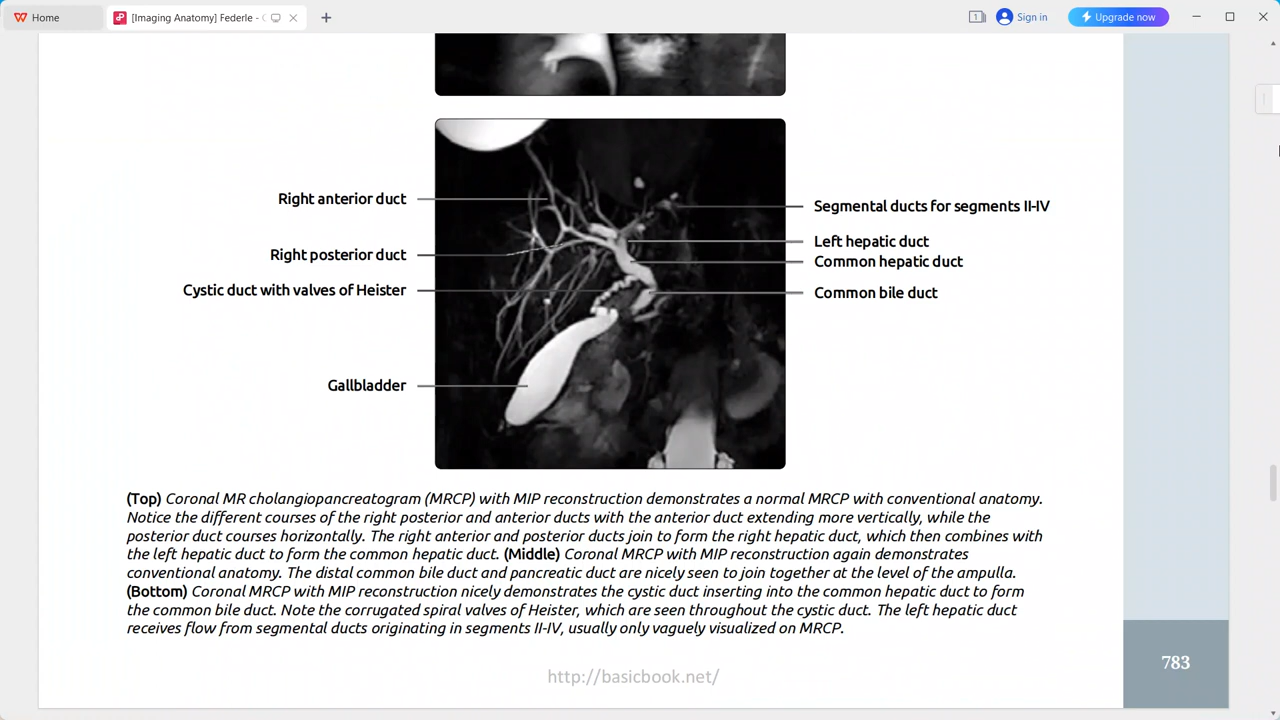 Home
[Imaging Anatomy] Federle -
1
Sign in
Upgrade now
Right anterior duct
Segmental ducts for segments II-IV
Left hepatic duct
Right posterior duct
Common hepatic duct
Cystic duct with valves of Heister
Common bile duct
Gallbladder
(Top) Coronal MR cholangiopancreatogram (MRCP) with MIP reconstruction demonstrates a normal MRCP with conventional anatomy.
Notice the different courses of the right posterior and anterior ducts with the anterior duct extending more vertically, while the
posterior duct courses horizontally. The right anterior and posterior ducts join to form the right hepatic duct, which then combines with
the left hepatic duct to form the common hepatic duct. (Middle) Coronal MRCP with MIP reconstruction again demonstrates
conventional anatomy. The distal common bile duct and pancreatic duct are nicely seen to join together at the level of the ampulla.
(Bottom) Coronal MRCP with MIP reconstruction nicely demonstrates the cystic duct inserting into the common hepatic duct to form
the common bile duct. Note the corrugated spiral valves of Heister, which are seen throughout the cystic duct. The left hepatic duct
receives flow from segmental ducts originating in segments II-IV, usually only vaguely visualized on MRCP.
783
http://basicbook.net/